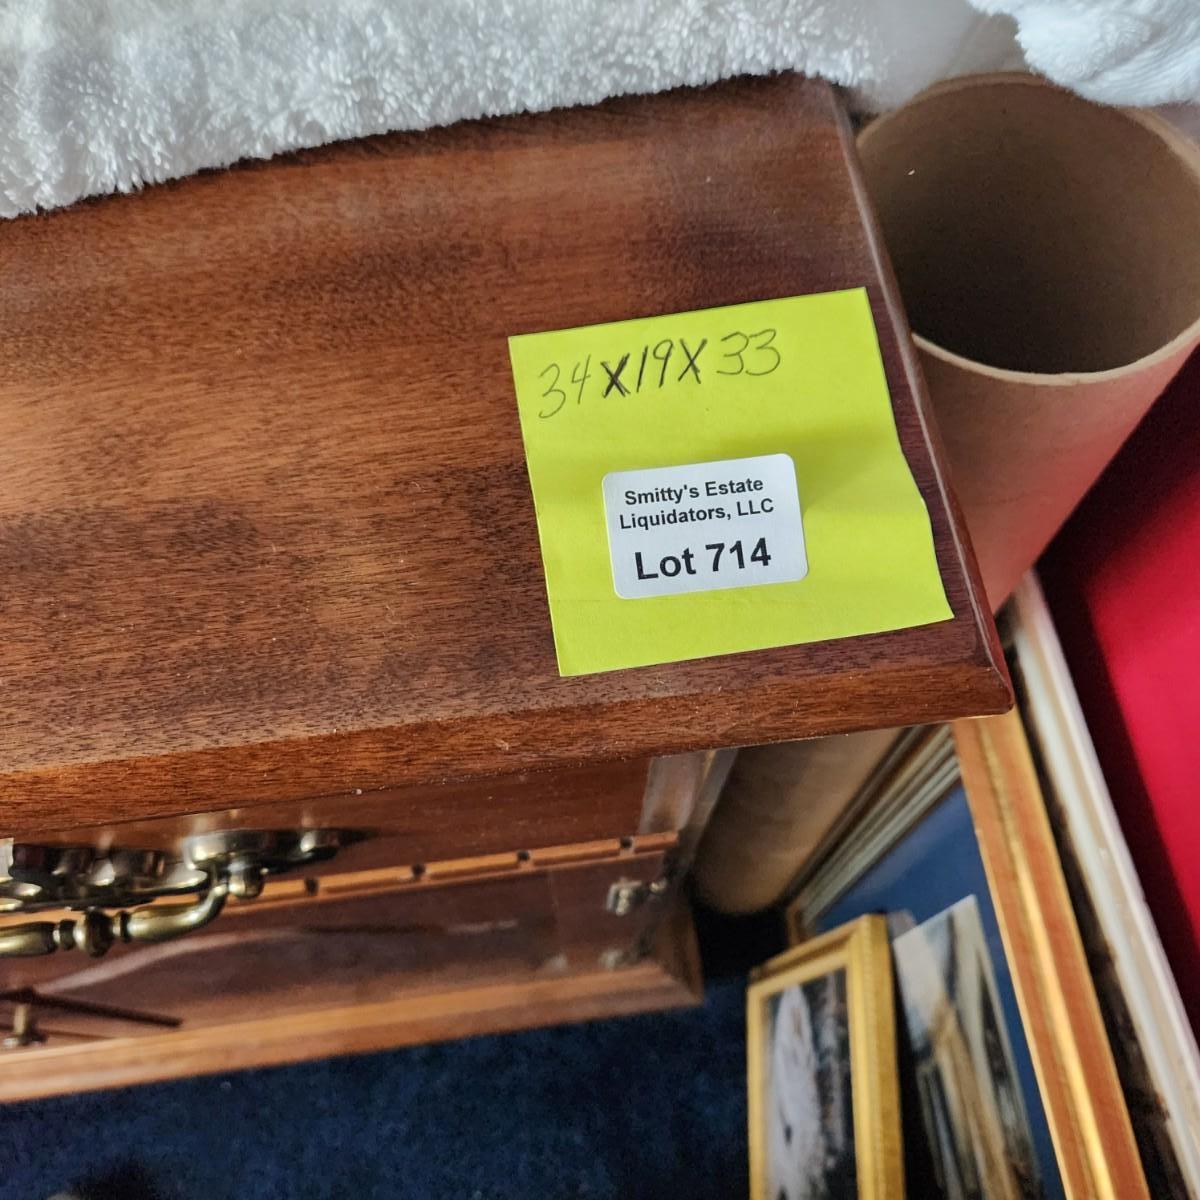 34X19X33
Smitty's Estate
Liquidators, LLC
Lot 714